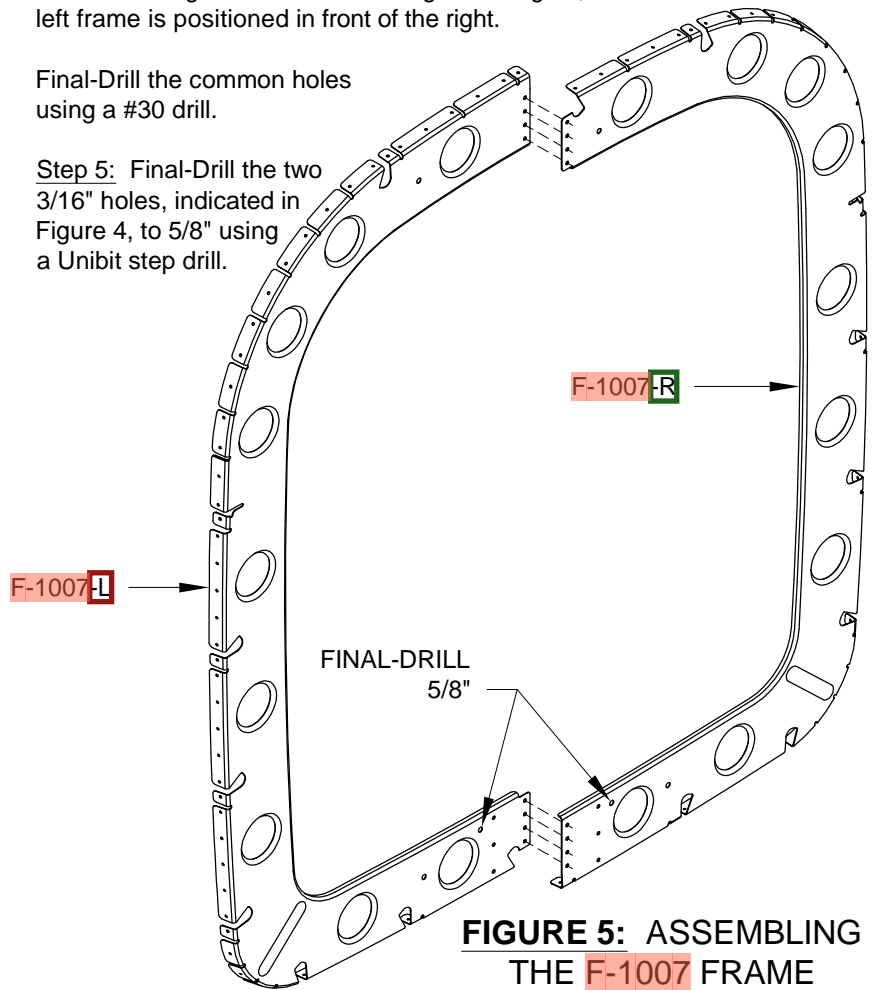 left frame is positioned in front of the right.
Final-Drill the common holes
using a #30 drill.
Step 5: Final-Drill the two
3/16" holes, indicated in
Figure 4, to 5/8" using
a Unibit step drill.
F-1007-R
F-1007-L
FINAL-DRILL
5/8"
FIGURE 5: ASSEMBLING
THE F-1007 FRAME